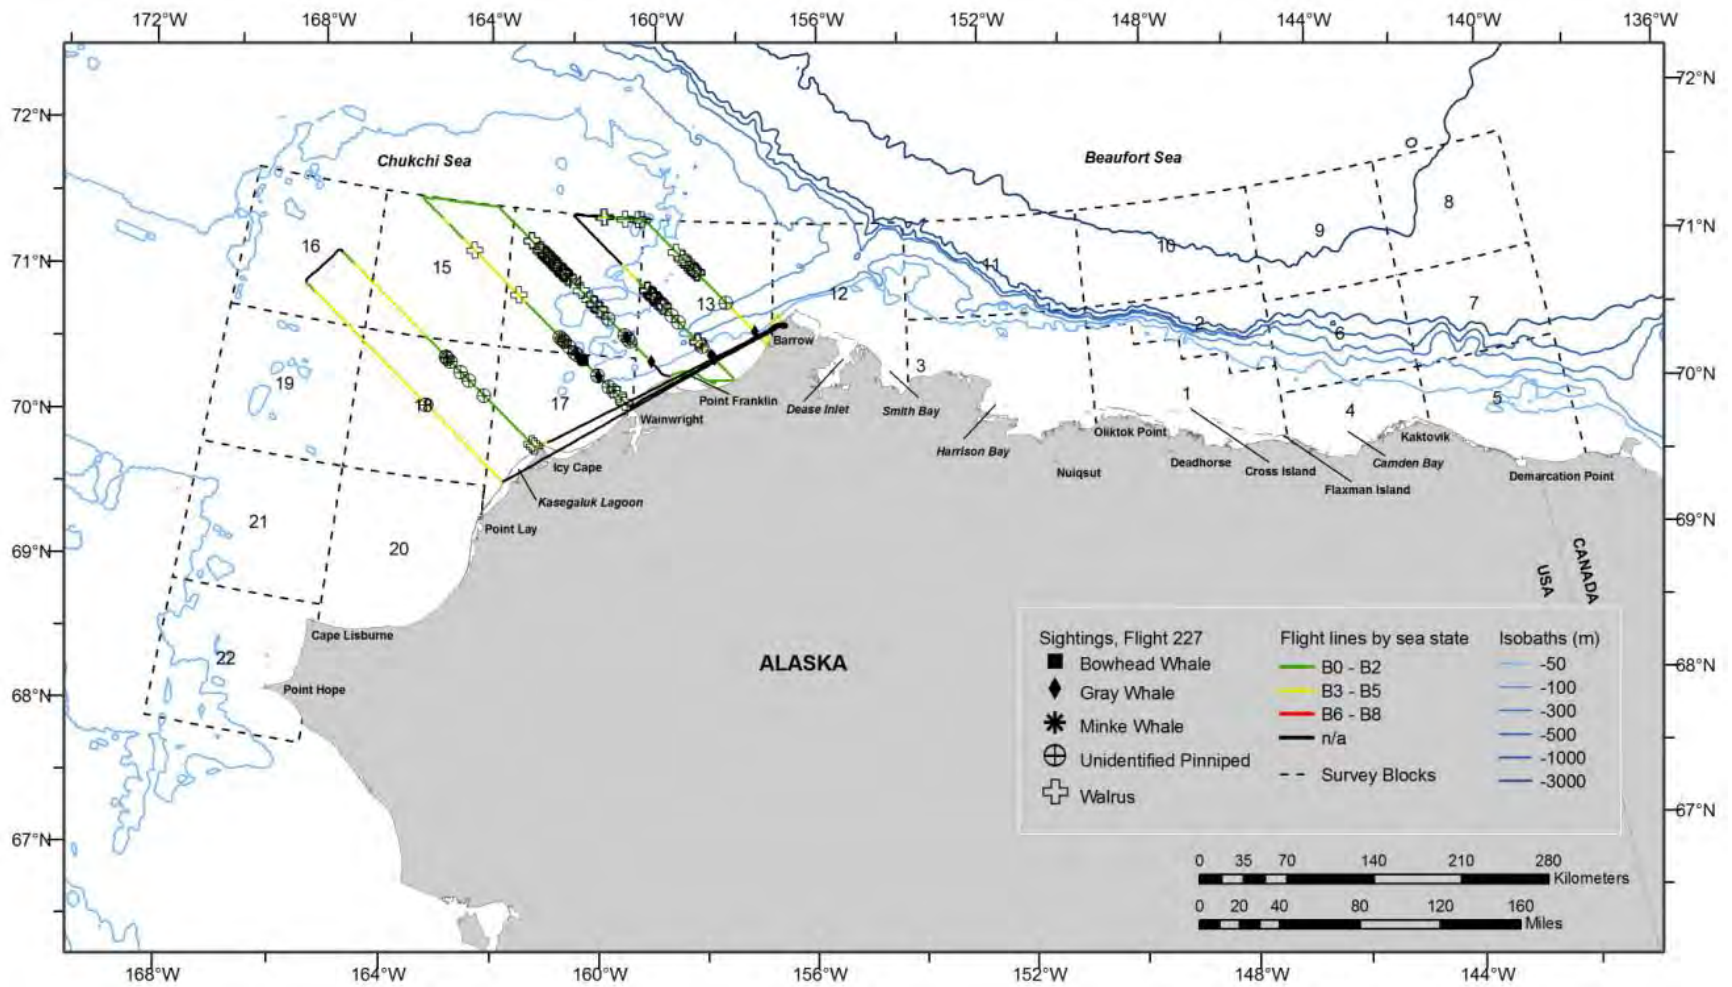 172°W 168°W 164°W 160°W 156°W 152°W 148°W 144°W 140°W 136°W
72°N
72°N
Chukchi Sea
Beaufort Sea
8
71°N
9
16
10
71°N
15
11
12
13
7
2
6
Barrow
70°N
3
19
1
Point Franklin
Dease Inlet
Smith Bay
4
5
70°N
17
Wainwright
Oliktok Point
Kaktovik
Harrison Bay
Icy Cape
Nuiqsut
Deadhorse
Cross Island
Camden Bay
Demarcation Point
Flaxman Island
Kasegaluk Lagoon
21
Point Lay
69°N
20
69°N
CANADA
USA
Cape Lisburne
22
Point Hope
ALASKA
68°N
68°N
67°N
67°N
Sightings, Flight 227
Bowhead Whale
Gray Whale
Minke Whale
Unidentified Pinniped
Walrus
Flight lines by sea state
B0 - B2
B3 - B5
B6 - B8
n/a
Survey Blocks
Isobaths (m)
-50
-100
-300
-500
-1000
-3000
0 35 70 140 210 280
Kilometers
0 20 40 80 120 160
Miles
168°W 164°W 160°W 156°W 152°W 148°W 144°W